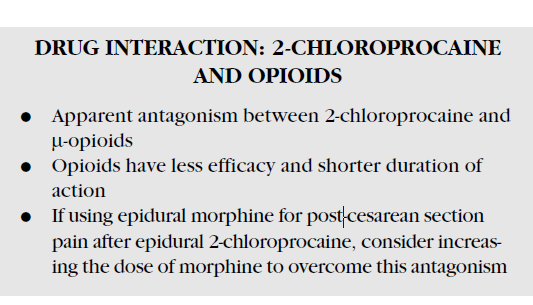 DRUG INTERACTION: 2-CHLOROPROCAINE
AND OPIOIDS
● Apparent antagonism between 2-chloroprocaine and
μ-opioids
● Opioids have less efficacy and shorter duration of
action
● If using epidural morphine for post-cesarean section
pain after epidural 2-chloroprocaine, consider increas-
ing the dose of morphine to overcome this antagonism